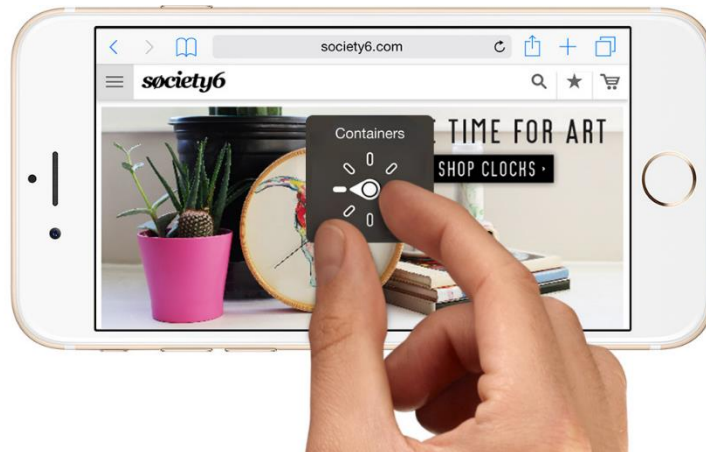 society6.com
society6
Containers
TIME FOR ART
SHOP CLOCKS